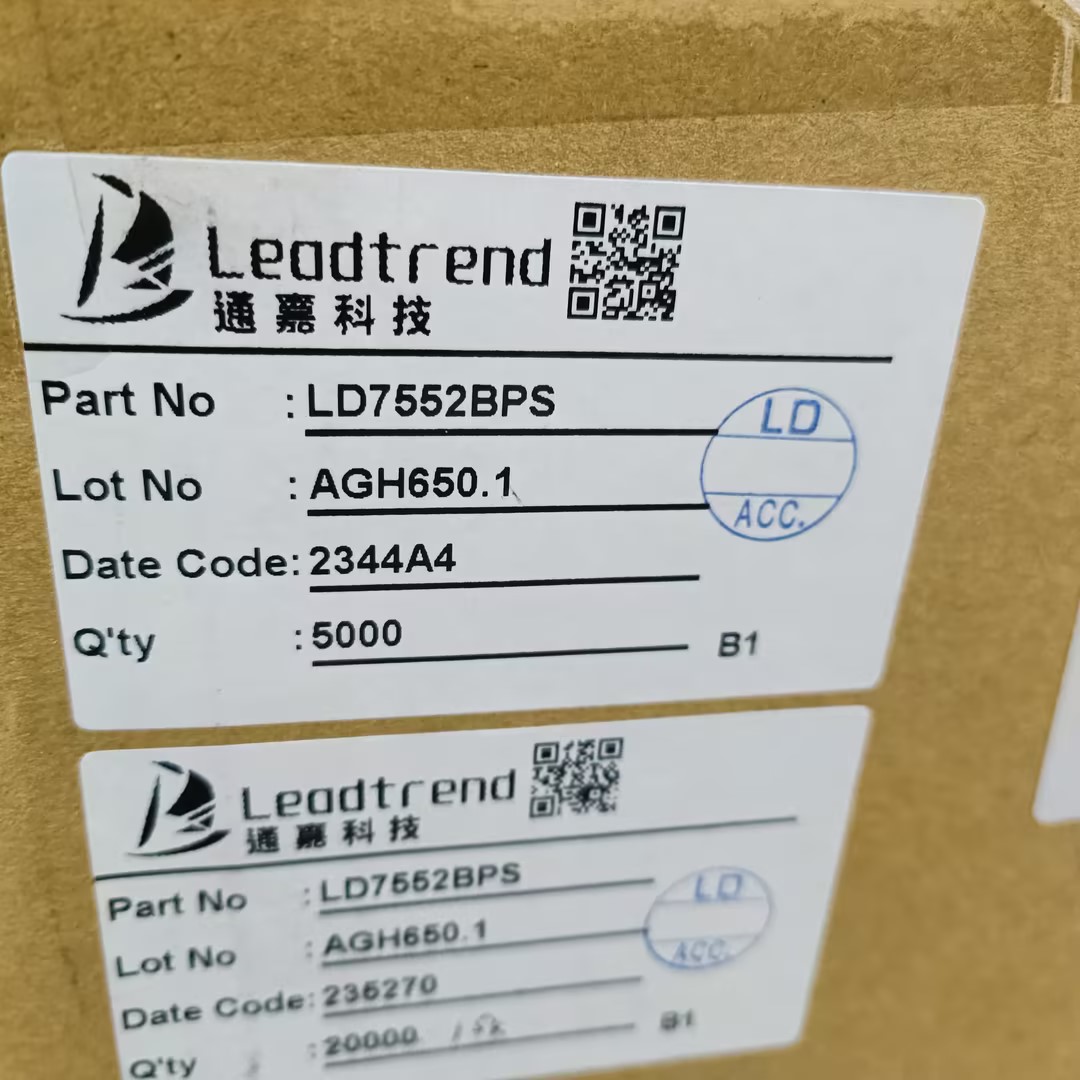 Leadtrend
通嘉科技
Part No : LD7552BPS
Lot No : AGH650.1
Date Code: 2344A4
Q'ty : 5000 B1
LD
ACC.
Leadtrend
通嘉科技
Part No : LD7552BPS
Lot No : AGH650.1
Date Code: 235270
Q'ty : 20000 B1
LD
ACC.